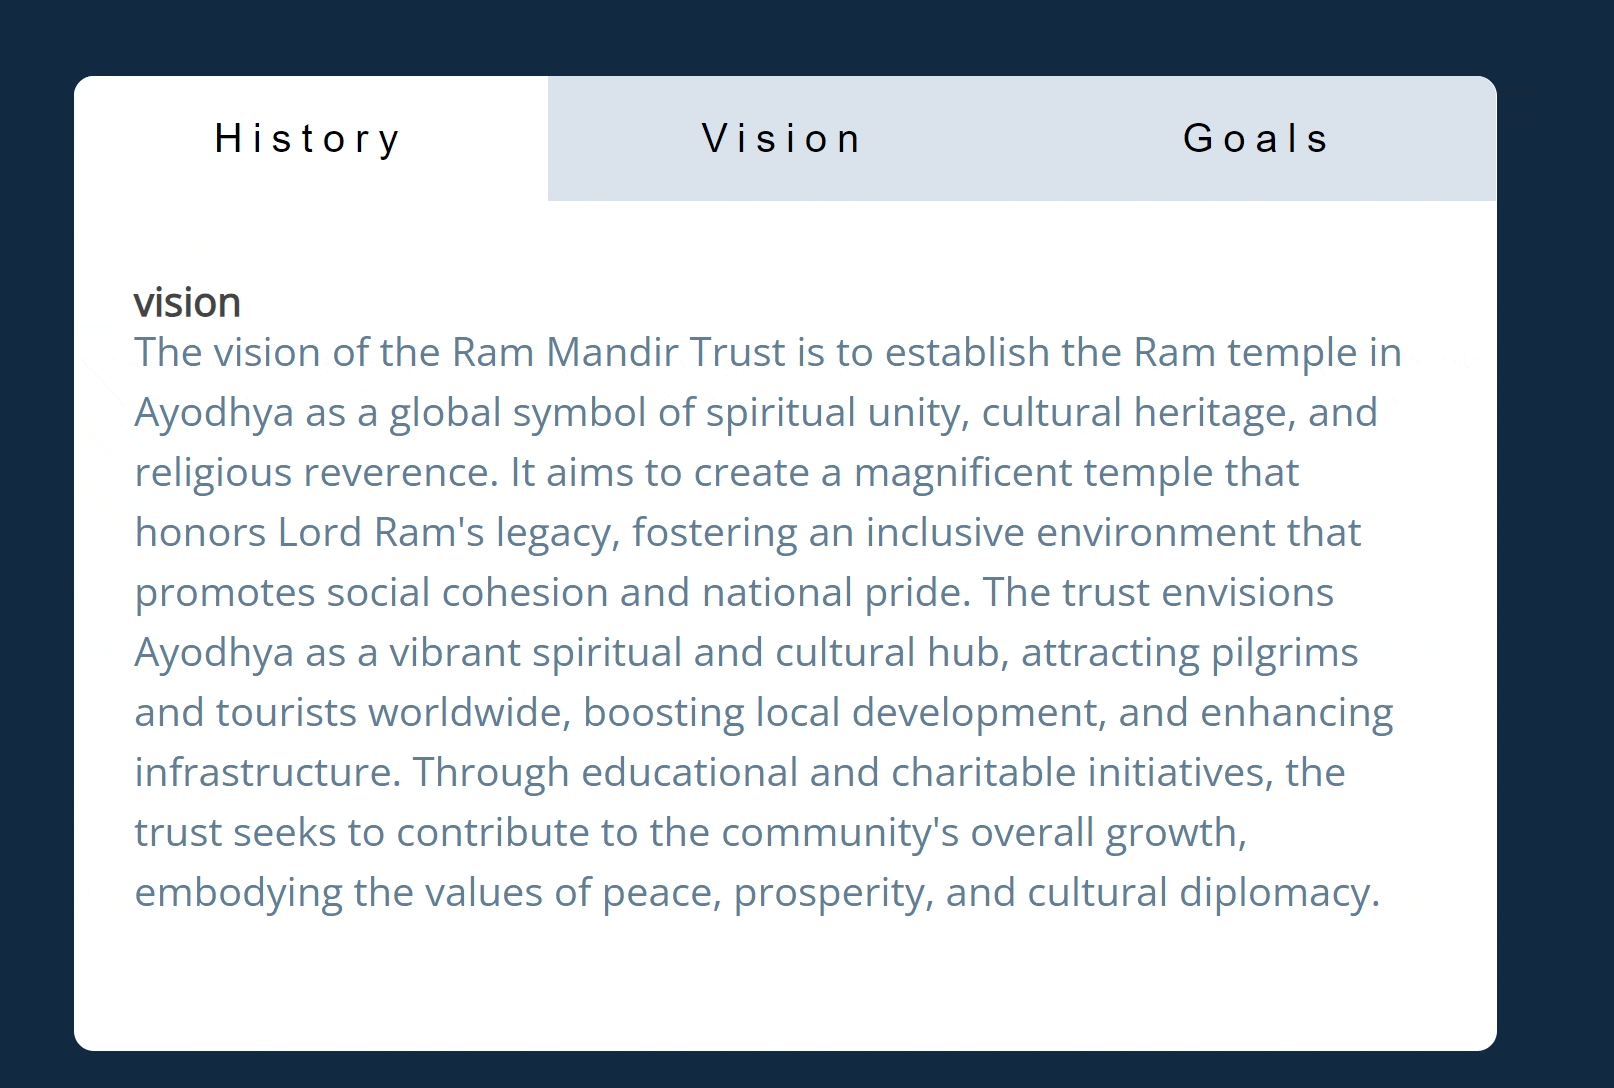 History Vision Goals
vision
The vision of the Ram Mandir Trust is to establish the Ram temple in
Ayodhya as a global symbol of spiritual unity, cultural heritage, and
religious reverence. It aims to create a magnificent temple that
honors Lord Ram's legacy, fostering an inclusive environment that
promotes social cohesion and national pride. The trust envisions
Ayodhya as a vibrant spiritual and cultural hub, attracting pilgrims
and tourists worldwide, boosting local development, and enhancing
infrastructure. Through educational and charitable initiatives, the
trust seeks to contribute to the community's overall growth,
embodying the values of peace, prosperity, and cultural diplomacy.